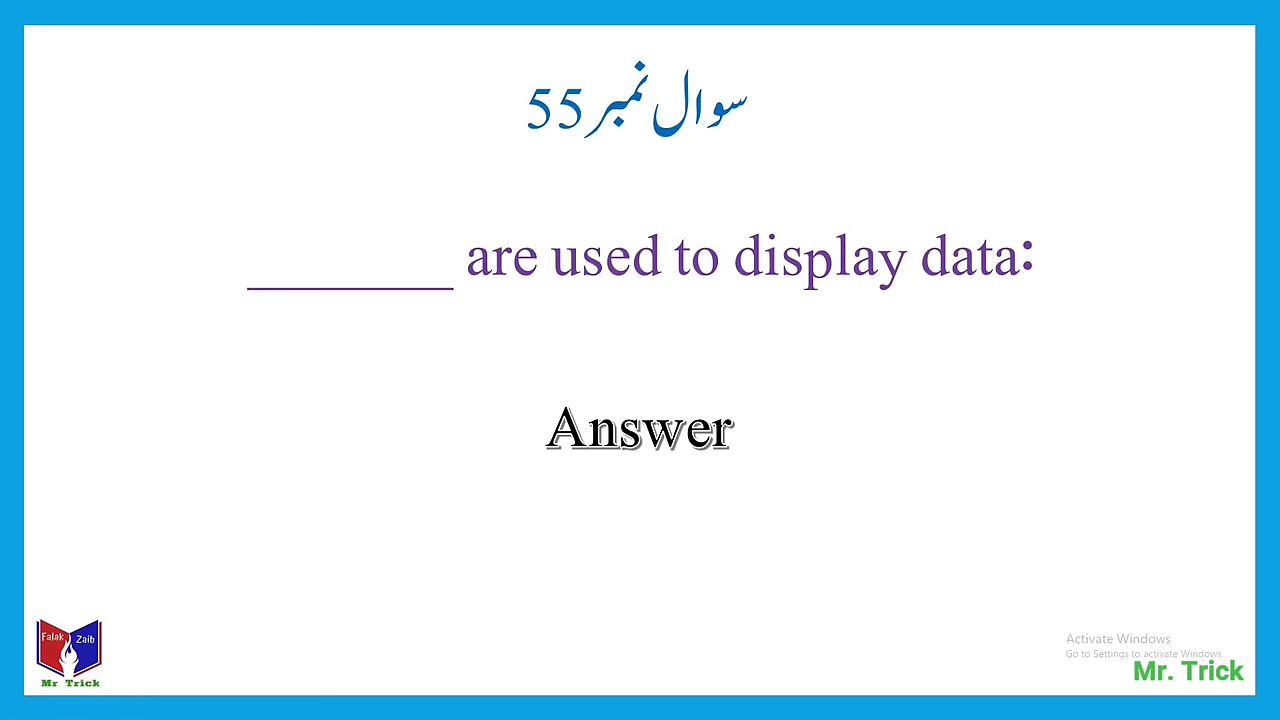 سوال نمبر 55
_______ are used to display data:
Answer
Falak Zaib
Mr Trick
Activate Windows
Go to Settings to activate Windows.
Mr. Trick